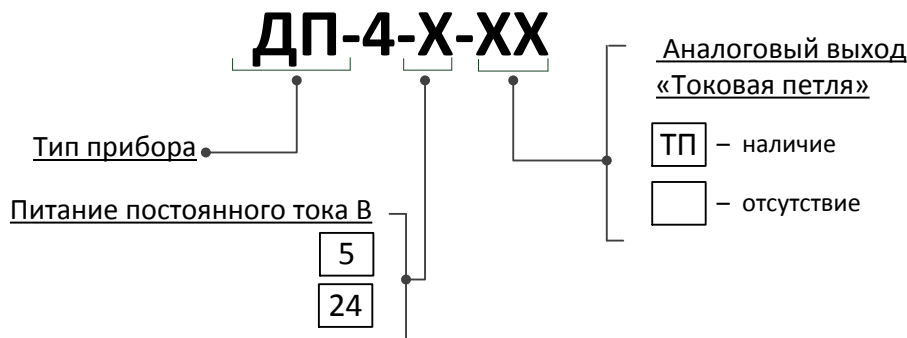 ДП-4-Х-ХХ
Аналоговый выход
«Токовая петля»
ТП – наличие
– отсутствие
Тип прибора
Питание постоянного тока В
5
24